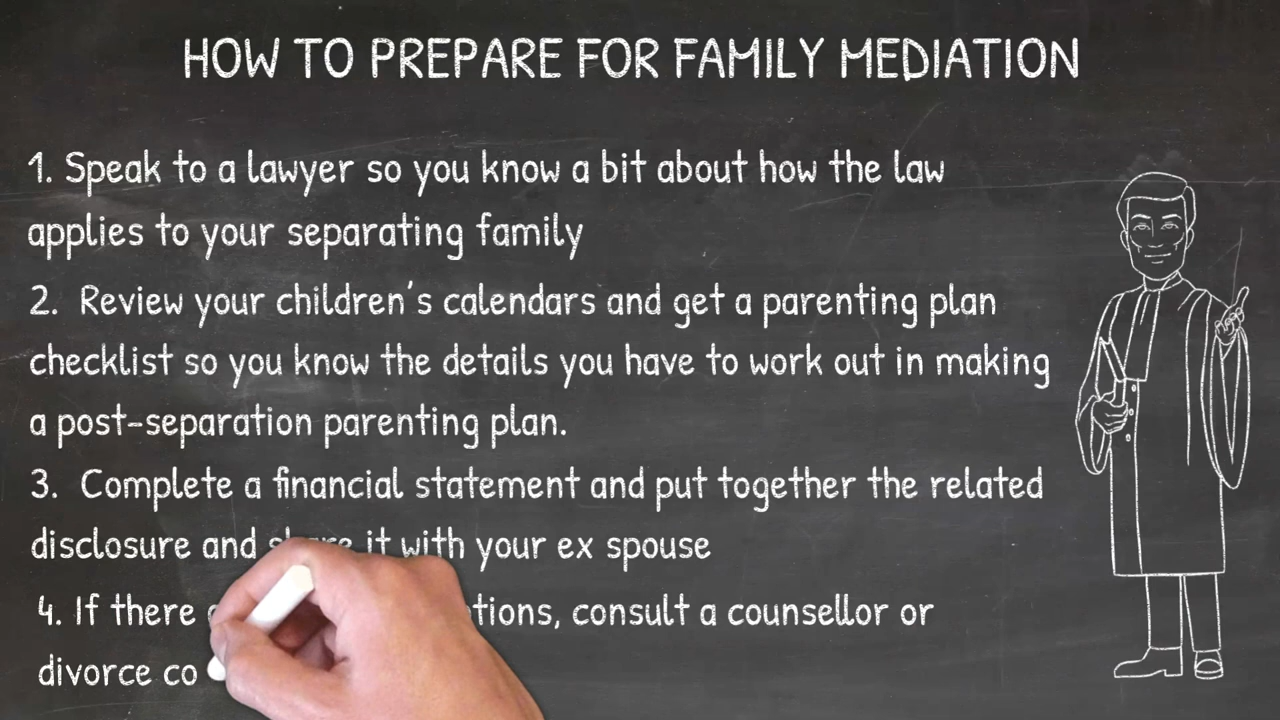 HOW TO PREPARE FOR FAMILY MEDIATION
1. Speak to a lawyer so you know a bit about how the law
applies to your separating family
2. Review your children's calendars and get a parenting plan
checklist so you know the details you have to work out in making
a post-separation parenting plan.
3. Complete a financial statement and put together the related
disclosure and share it with your ex spouse
4. If there tions, consult a counsellor or
divorce co